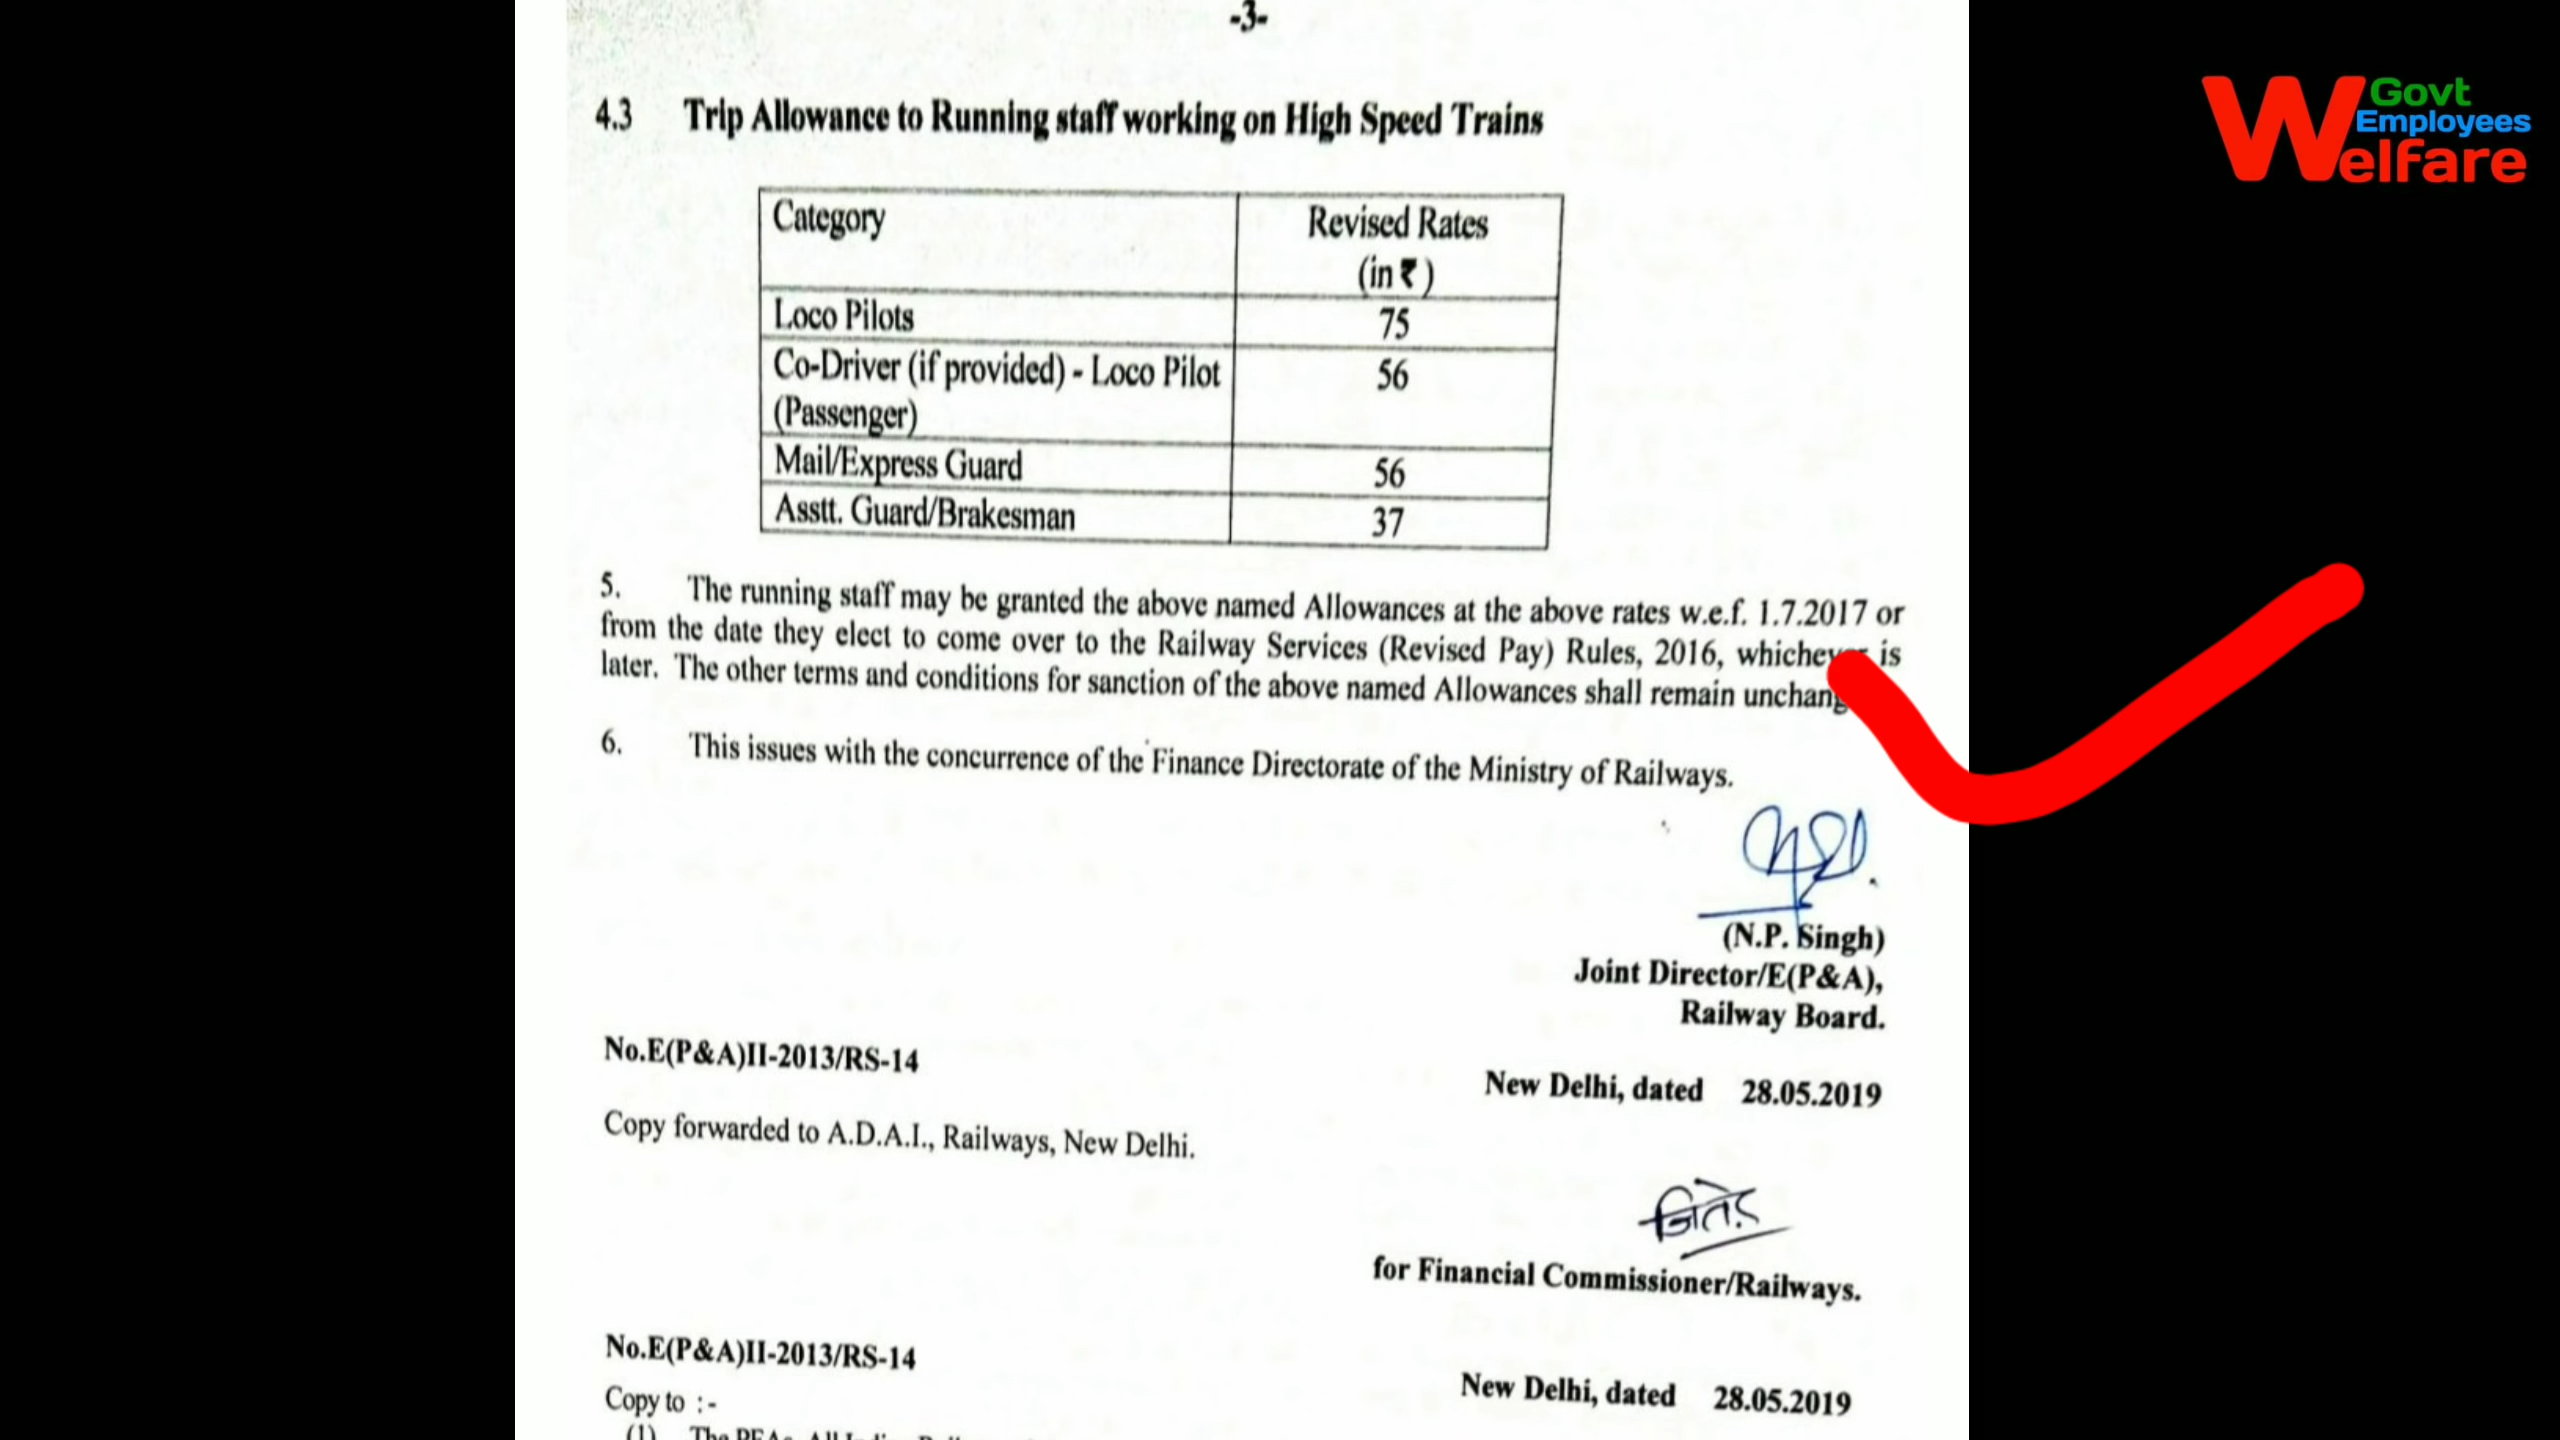 -3-
Govt
Employees
Welfare
4.3 Trip Allowance to Running staff working on High Speed Trains
Category Revised Rates
(in ₹ )
Loco Pilots 75
Co-Driver (if provided) - Loco Pilot 56
(Passenger)
Mail/Express Guard 56
Asstt. Guard/Brakesman 37
5. The running staff may be granted the above named Allowances at the above rates w.e.f. 1.7.2017 or
from the date they elect to come over to the Railway Services (Revised Pay) Rules, 2016, whichever is
later. The other terms and conditions for sanction of the above named Allowances shall remain
6. This issues with the concurrence of the Finance Directorate of the Ministry of Railways.
(N.P. Singh)
Joint Director/E(P&A),
Railway Board.
No.E(P&A)II-2013/RS-14
New Delhi, dated 28.05.2019
Copy forwarded to A.D.A.I., Railways, New Delhi.
for Financial Commissioner/Railways.
No.E(P&A)II-2013/RS-14
New Delhi, dated 28.05.2019
Copy to : -
(1) The